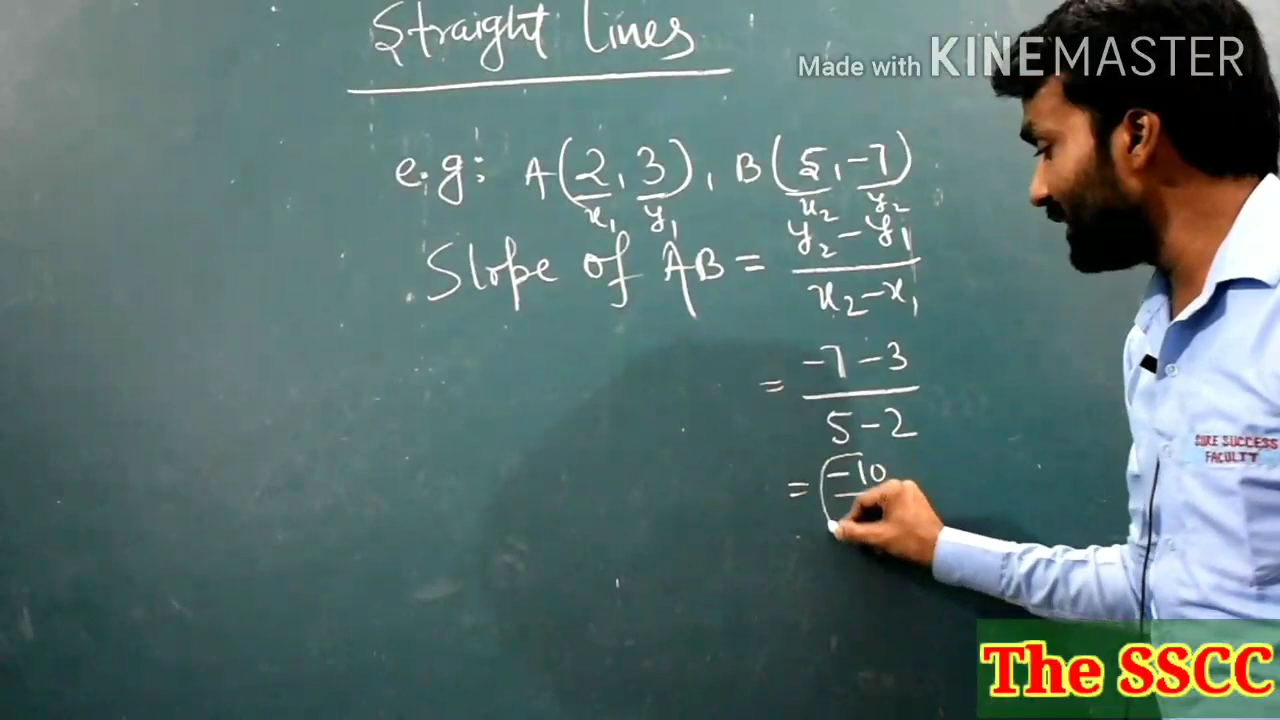 Straight lines
Made with KINEMASTER
e.g: A(2, 3), B(5, -7)
x₁ y₁ x₂ y₂
Slope of AB = y₂-y₁
x₂-x₁
= -7-3
5-2
= -10
SURE SUCCESS
FACULTY
The SSCC